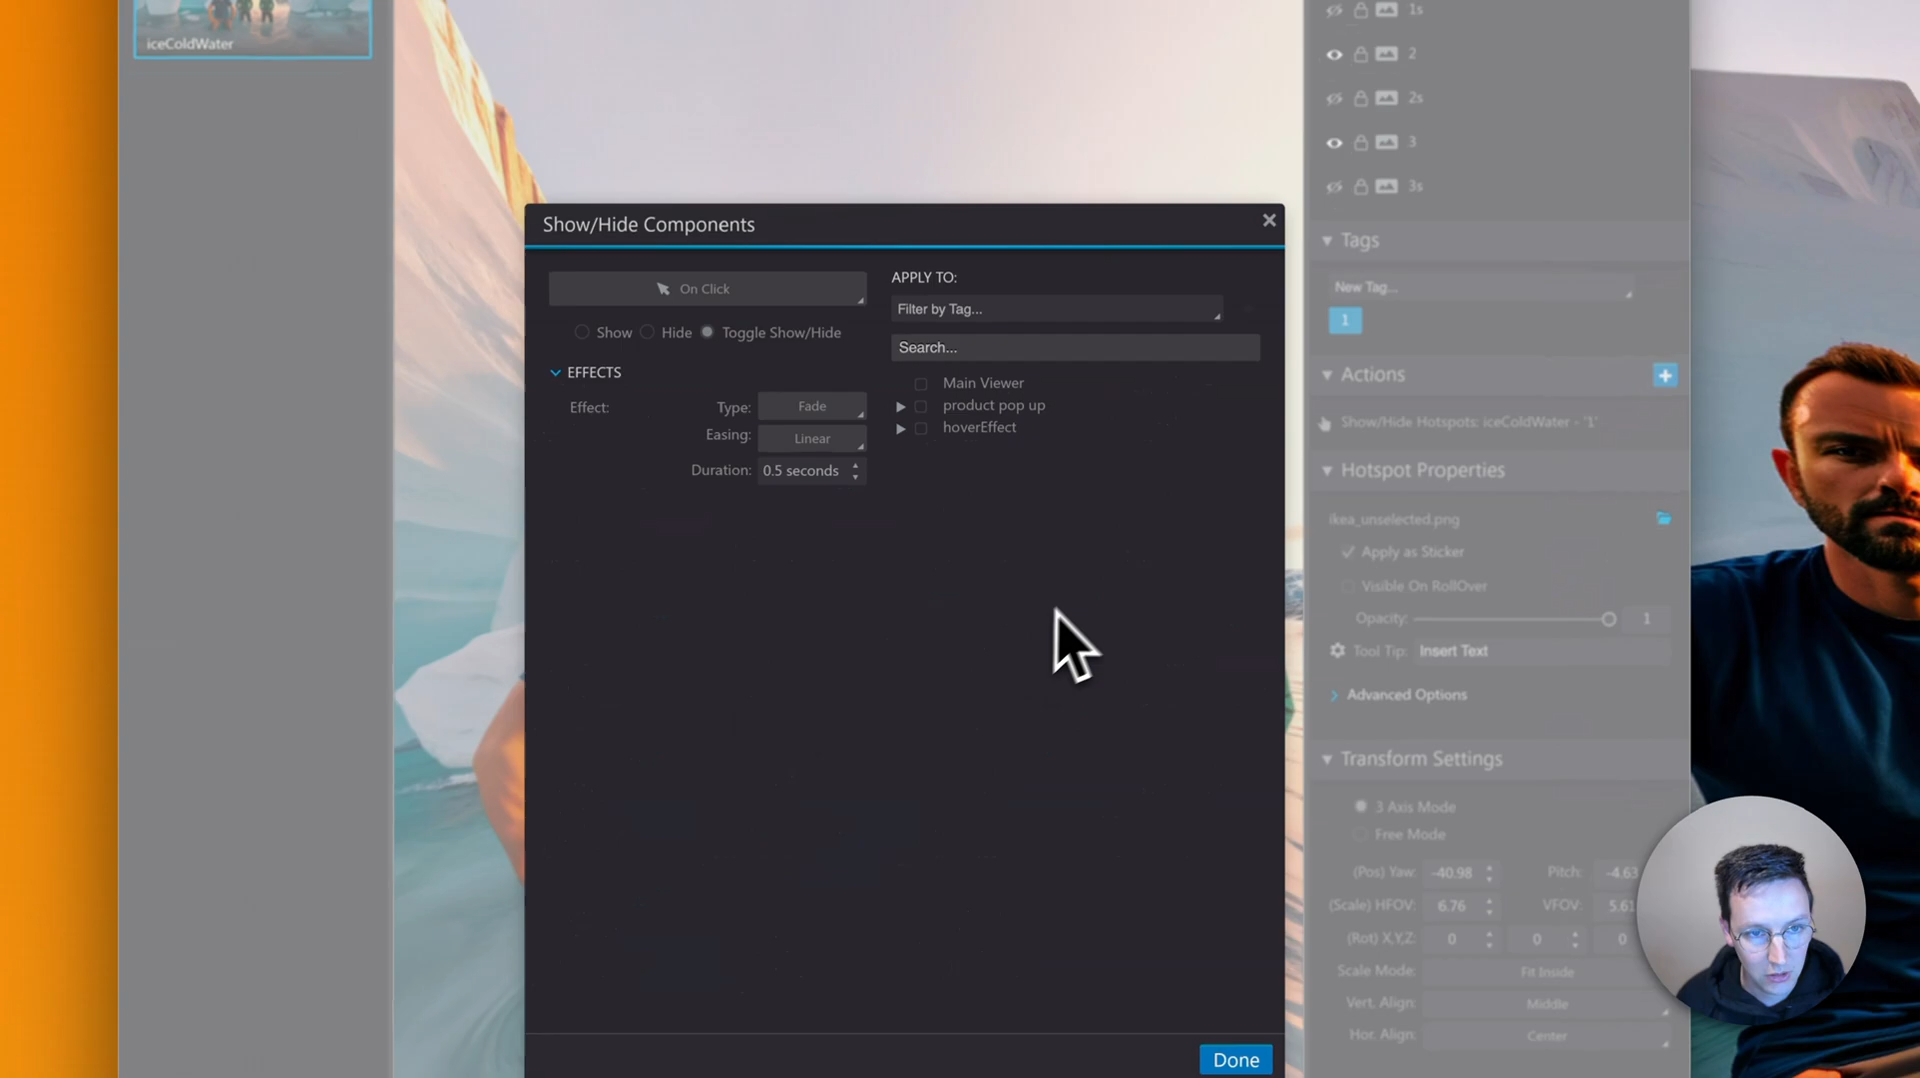 iceColdWater
1s
2
2s
3
3s
Show/Hide Components
On Click
Show
Hide
Toggle Show/Hide
EFFECTS
Effect:
Type:
Fade
Easing:
Linear
Duration:
0.5 seconds
APPLY TO:
Filter by Tag...
Search...
Main Viewer
product pop up
hoverEffect
Done
Tags
New Tag...
1
Actions
Show/Hide Hotspots: iceColdWater - '1'
Hotspot Properties
ikea_unselected.png
Apply as Sticker
Visible On RollOver
Opacity:
1
Tool Tip: Insert Text
Advanced Options
Transform Settings
3 Axis Mode
Free Mode
(Pos) Yaw: -40.98 Pitch: -4.63
(Scale) HFOV: 6.76 VFOV: 5.61
(Rot) X,Y,Z: 0 0 0
Scale Mode: Fit Inside
Vert. Align: Middle
Hor. Align: Center